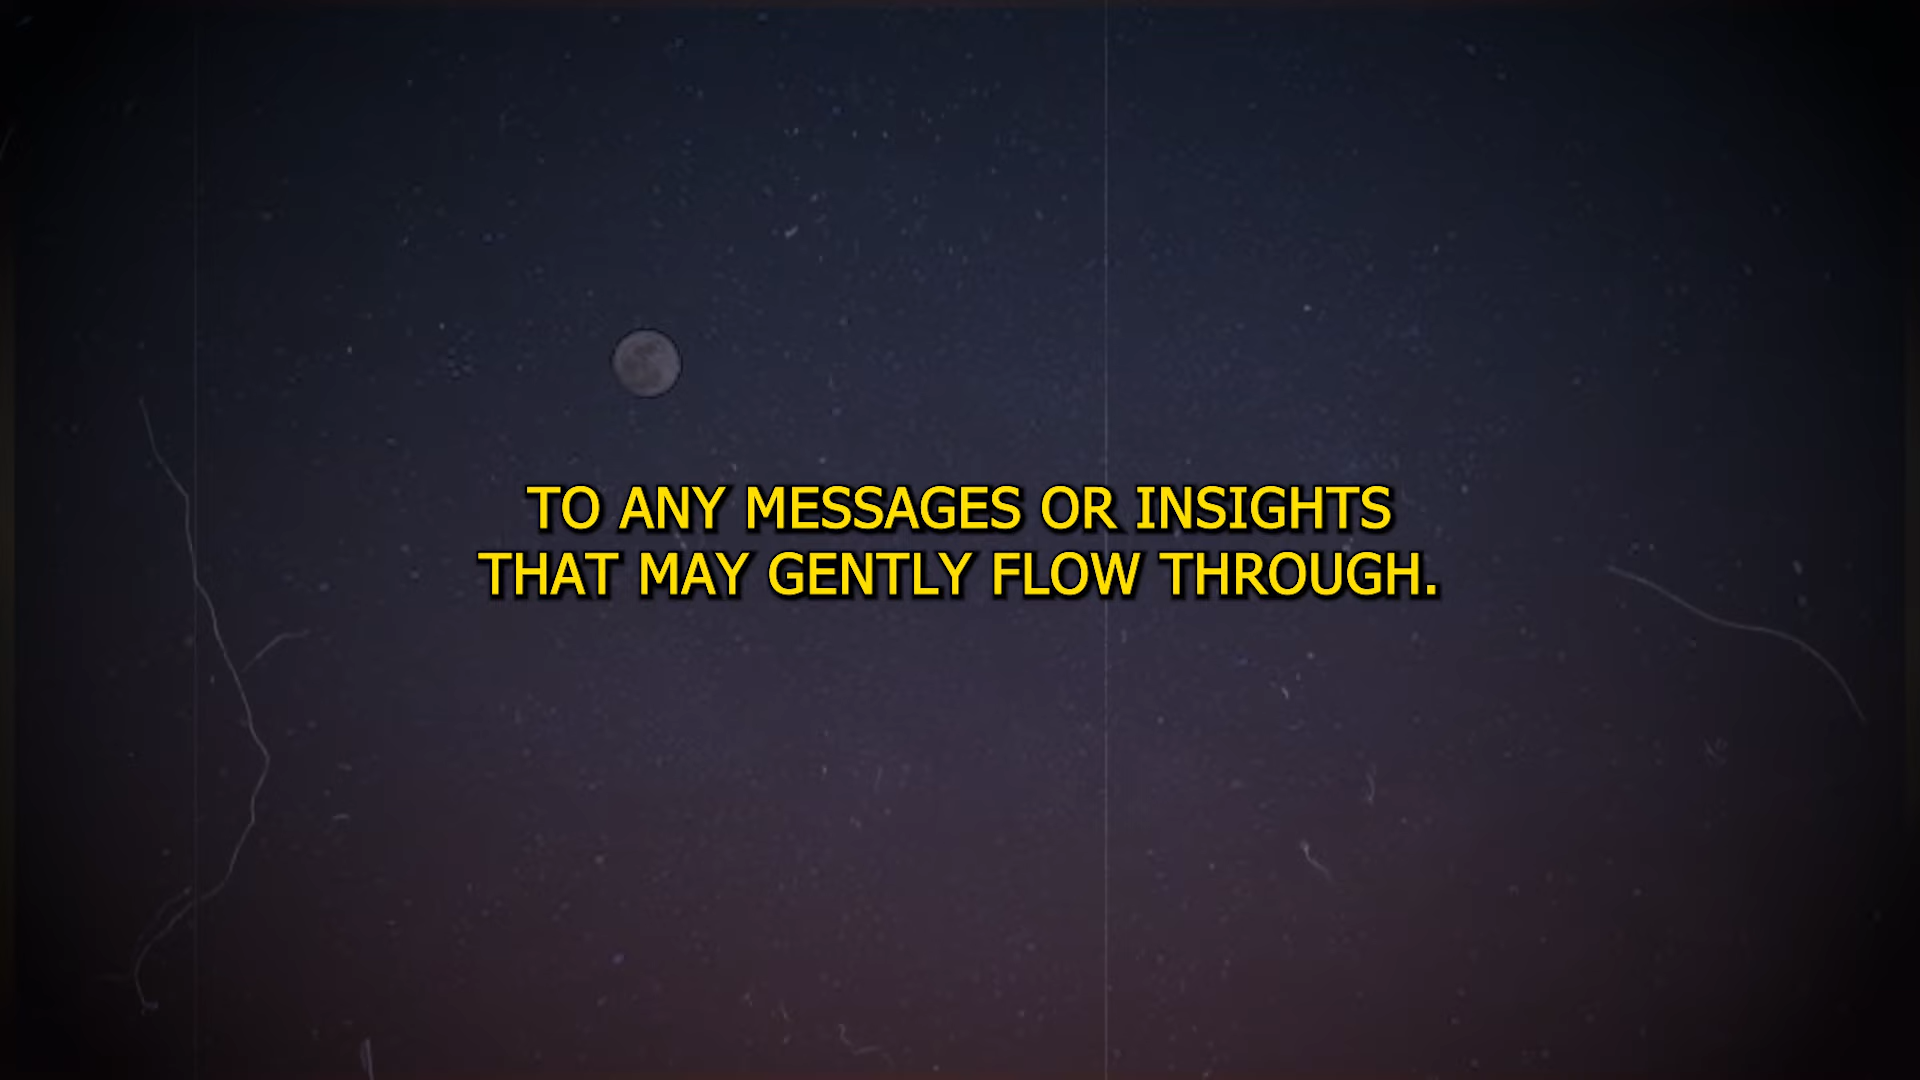 TO ANY MESSAGES OR INSIGHTS
THAT MAY GENTLY FLOW THROUGH.